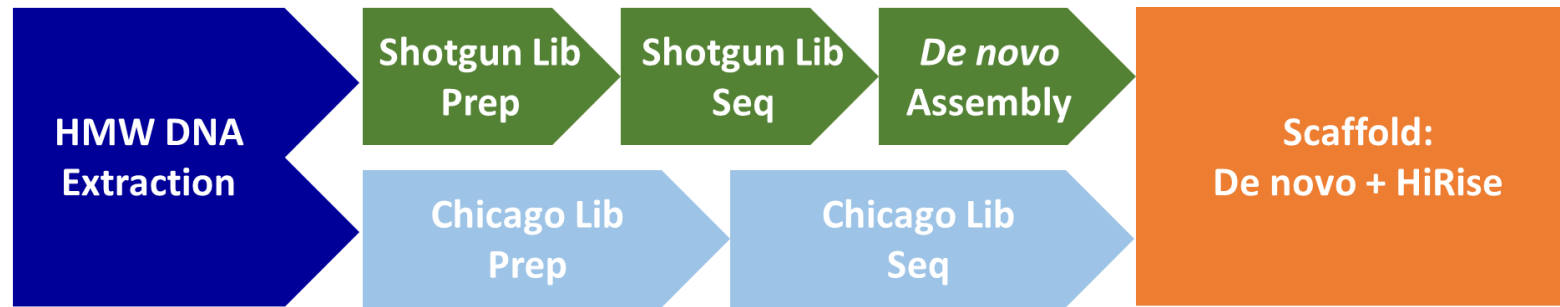 HMW DNA
Extraction
Shotgun Lib
Prep
Shotgun Lib
Seq
De novo
Assembly
Chicago Lib
Prep
Chicago Lib
Seq
Scaffold:
De novo + HiRise